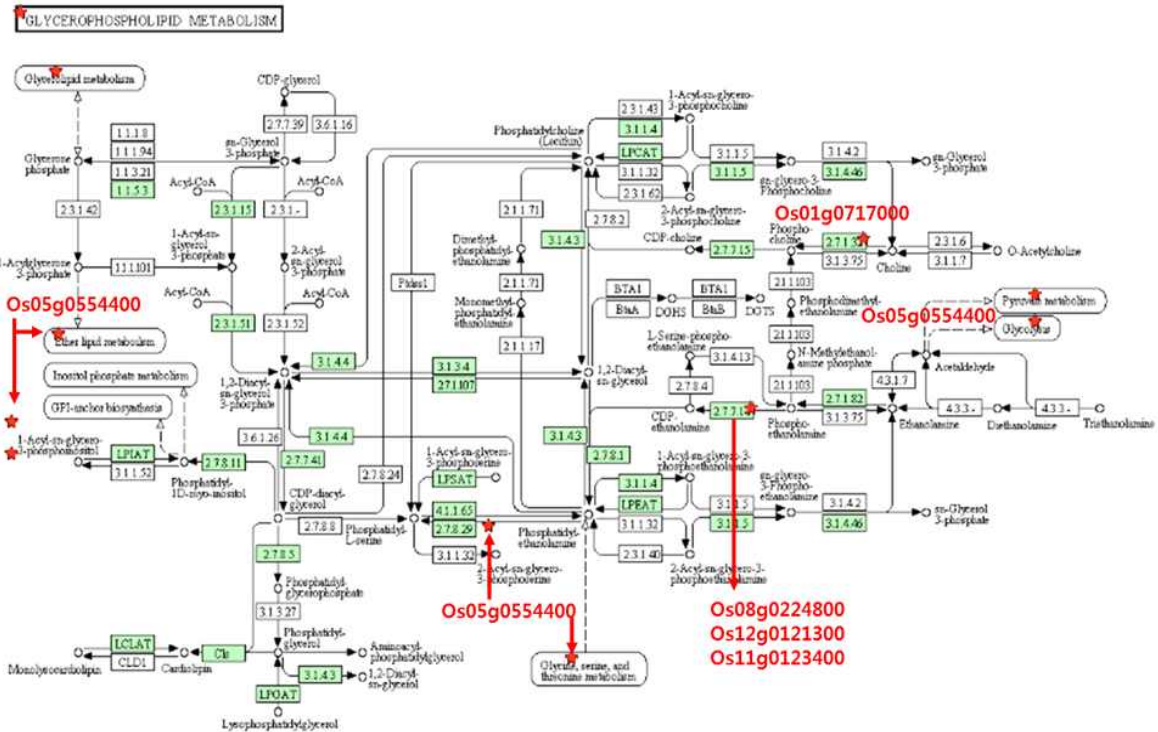 GLYCEROPHOSPHOLIPID METABOLISM
Glycerolipid metabolism
CDP-glycerol
1.1.1.8
1.1.1.94
1.1.3.21
1.1.5.3
Glycerone
phosphate
2.7.7.39
3.6.1.16
sn-Glycerol
3-phosphate
Acyl-CoA
Acyl-CoA
2.3.1.42
2.3.1.15
2.3.1.-
1-Acyl-sn-glycerol
3-phosphate
2-Acyl-sn-glycerol
3-phosphate
1-Acylglycerone
3-phosphate
1.1.1.101
Acyl-CoA
Acyl-CoA
2.3.1.51
2.3.1.52
Os05g0554400
Ether lipid metabolism
Inositol phosphate metabolism
GPI-anchor biosynthesis
1,2-Diacyl-
sn-glycerol
3-phosphate
1-Acyl-sn-glycero-
3-phosphoinositol
LPIAT
3.1.1.52
2.7.8.11
Phosphatidyl-
1D-myo-inositol
3.6.1.26
2.7.7.41
CDP-diacyl-
glycerol
2.7.8.5
Phosphatidyl-
glycerophosphate
3.1.3.27
Phosphatidyl-
glycerol
LCLAT
CLD1
Cls
Monolysocardiolipin
Cardiolipin
Aminoacyl-
phosphatidylglycerol
3.1.4.3
1,2-Diacyl-
sn-glycerol
LPGAT
Lysophosphatidylglycerol
Phosphatidylcholine
(Lecithin)
2.3.1.43
3.1.1.4
LPCAT
3.1.1.32
2.3.1.62
1-Acyl-sn-glycero-
3-phosphocholine
3.1.1.5
3.1.1.5
2-Acyl-sn-glycero-
3-phosphocholine
sn-glycero-3-
Phosphocholine
3.1.4.2
3.1.4.46
sn-Glycerol
3-phosphate
Os01g0717000
2.1.1.71
2.7.8.2
3.1.4.3
CDP-choline
2.7.7.15
Phospho-
choline
2.7.1.32
3.1.3.75
Choline
2.3.1.6
3.1.1.7
O-Acetylcholine
Dimethyl-
phosphatidyl-
ethanolamine
2.1.1.71
Ptdss1
Monomethyl-
phosphatidyl-
ethanolamine
2.1.1.17
BTA1
BtaA
DGHS
BTA1
BtaB
DGTS
2.1.1.103
Phosphodimethyl-
ethanolamine
2.1.1.103
N-Methylethanol-
amine phosphate
2.1.1.103
Os05g0554400
Pyruvate metabolism
Glycolysis
Acetaldehyde
4.3.1.7
L-Serine-phospho-
ethanolamine
3.1.4.13
2.7.8.4
3.1.4.4
3.1.3.4
2.7.1.107
1,2-Diacyl-
sn-glycerol
CDP-
ethanolamine
2.7.7.14
Phospho-
ethanolamine
2.7.1.82
3.1.3.75
Ethanolamine
4.3.3.-
Diethanolamine
4.3.3.-
Triethanolamine
3.1.4.4
3.1.4.3
2.7.8.1
2.7.8.24
1-Acyl-sn-glycero-
3-phosphoserine
LPSAT
4.1.1.65
2.7.8.29
2.7.8.8
Phosphatidyl-
L-serine
3.1.1.32
2-Acyl-sn-glycero-
3-phosphoserine
Phosphatidyl-
ethanolamine
1-Acyl-sn-glycero-3-
phosphoethanolamine
3.1.1.4
LPEAT
3.1.1.32
2.3.1.40
3.1.1.5
3.1.1.5
2-Acyl-sn-glycero-3-
phosphoethanolamine
sn-glycero-3-
Phospho-
ethanolamine
3.1.4.2
3.1.4.46
sn-Glycerol
3-phosphate
Os05g0554400
Glycine, serine, and
threonine metabolism
Os08g0224800
Os12g0121300
Os11g0123400